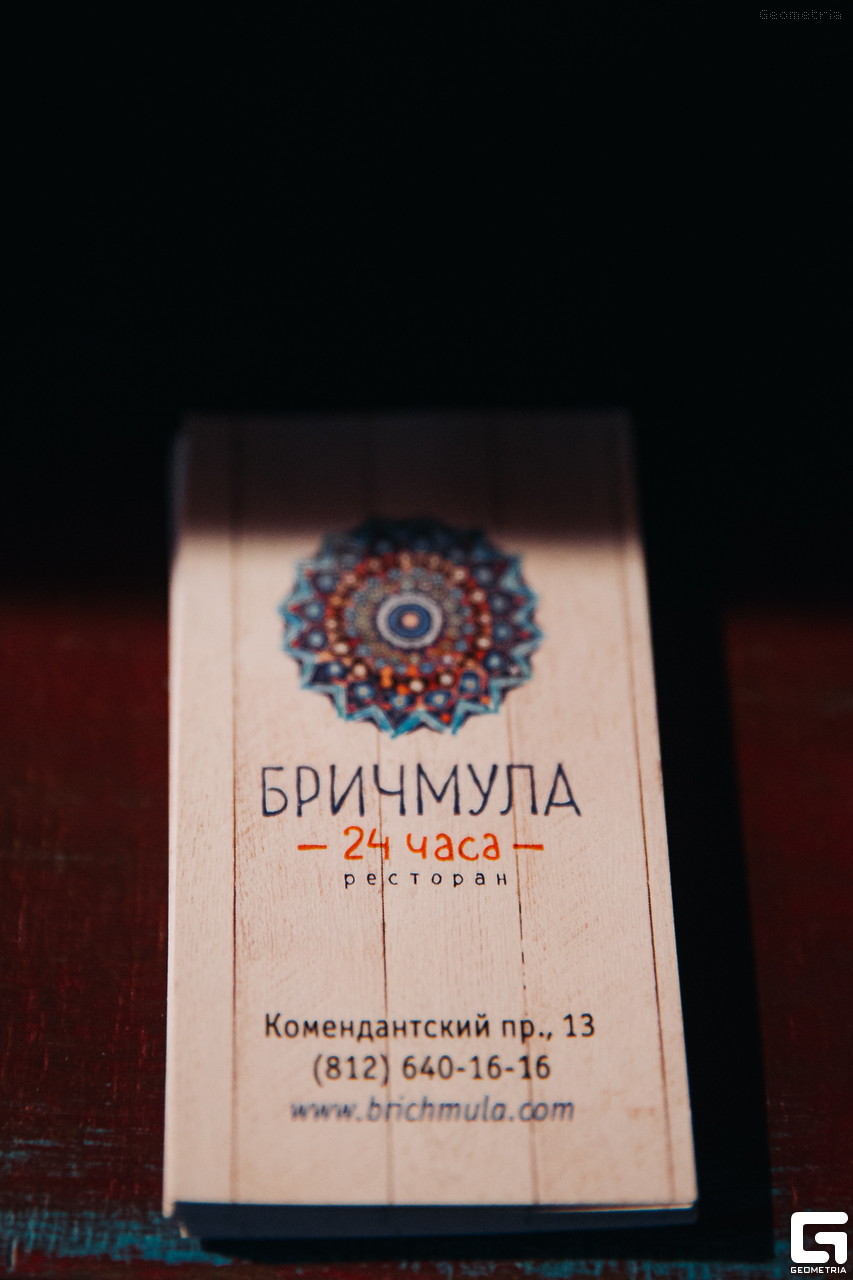 Geometria
БРИЧМУЛА
— 24 часа —
ресторан
Комендантский пр., 13
(812) 640-16-16
www.brichmula.com
GEOMETRIA